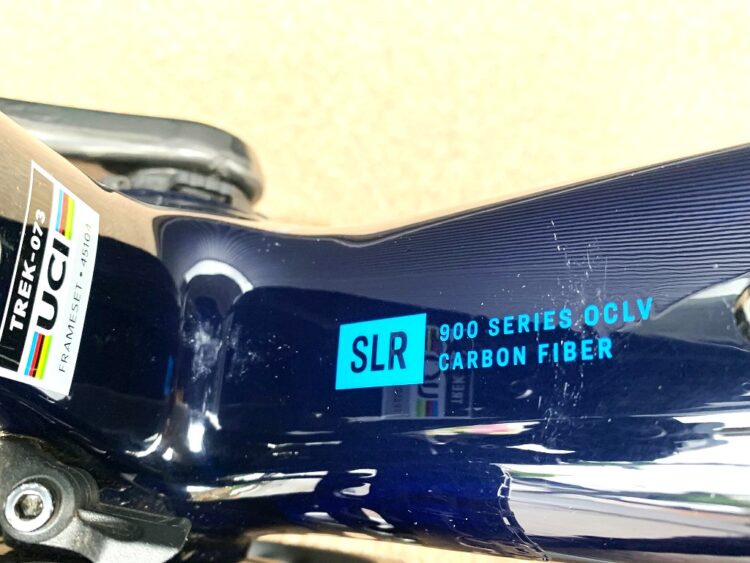 TREK-073
UCI
FRAMESET • 45103
SLR
900 SERIES OCLV
CARBON FIBER